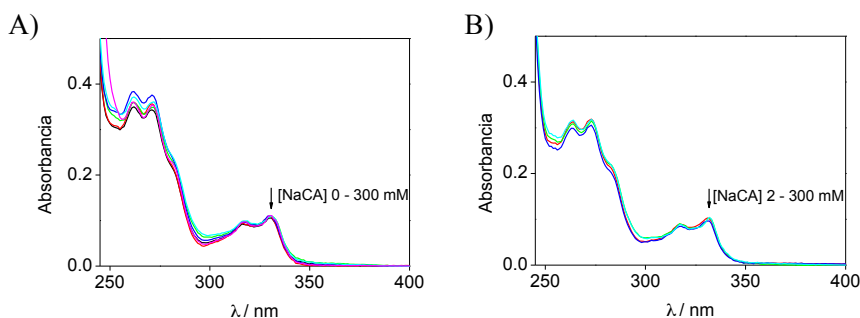 A)
Absorbancia
0.4
0.2
0.0
[NaCA] 0 - 300 mM
250
300
350
400
λ / nm
B)
Absorbancia
0.4
0.2
0.0
[NaCA] 2 - 300 mM
250
300
350
400
λ / nm